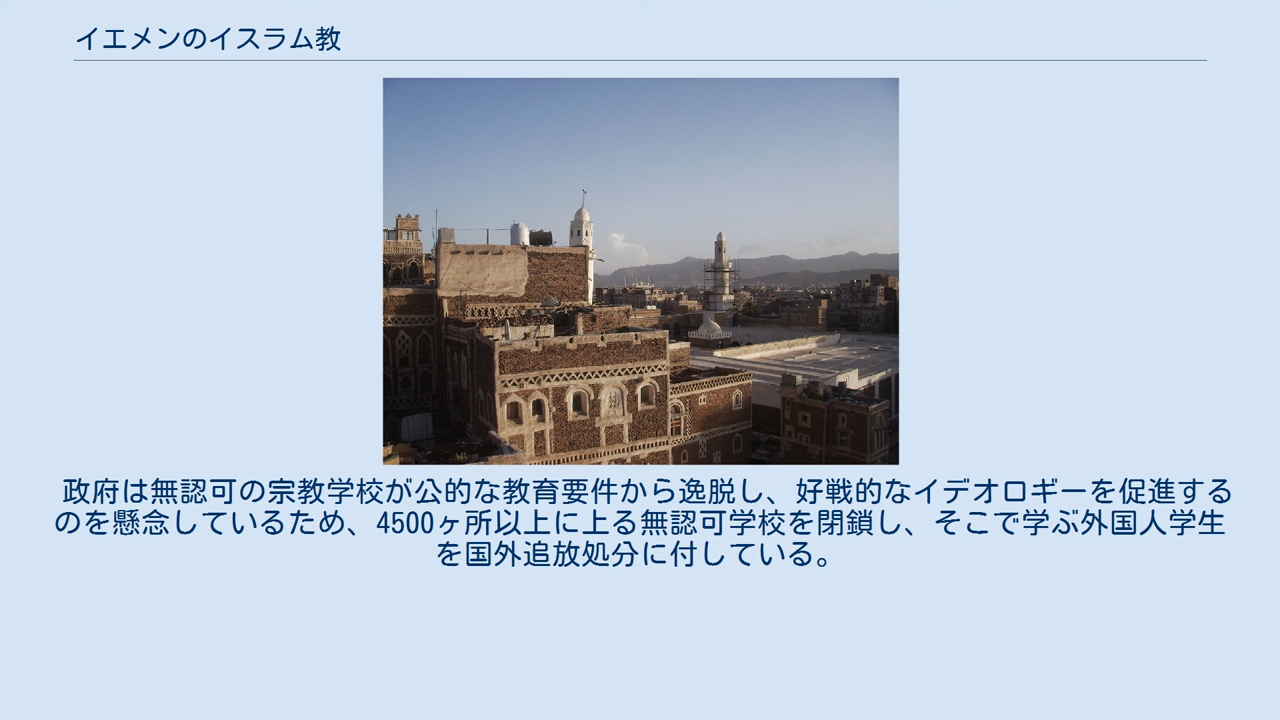 イエメンのイスラム教
政府は無認可の宗教学校が公的な教育要件から逸脱し、好戦的なイデオロギーを促進する
のを懸念しているため、4500ヶ所以上に上る無認可学校を閉鎖し、そこで学ぶ外国人学生
を国外追放処分に付している。